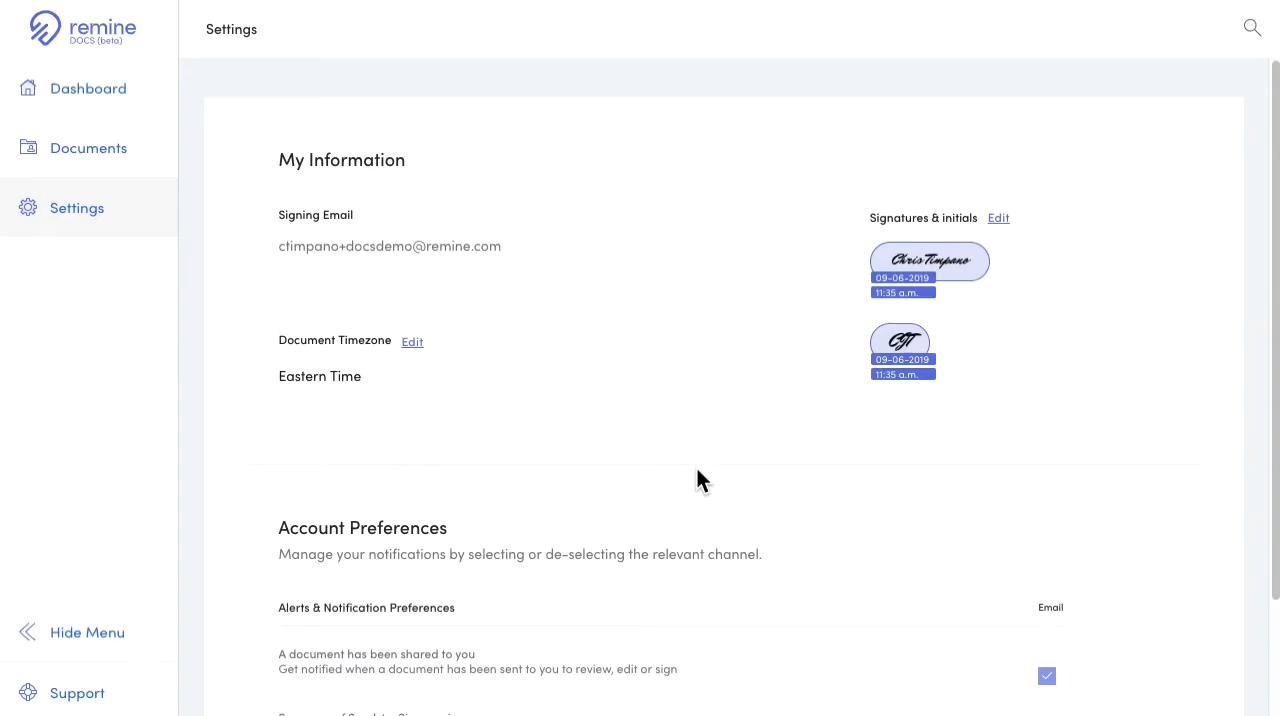 remine
DOCS (beta)
Settings
Dashboard
Documents
Settings
Hide Menu
Support
My Information
Signing Email
ctimpano+docsdemo@remine.com
Signatures & initials Edit
Chris Timpano
09-06-2019
11:35 a.m.
CJT
09-06-2019
11:35 a.m.
Document Timezone Edit
Eastern Time
Account Preferences
Manage your notifications by selecting or de-selecting the relevant channel.
Alerts & Notification Preferences Email
A document has been shared to you
Get notified when a document has been sent to you to review, edit or sign